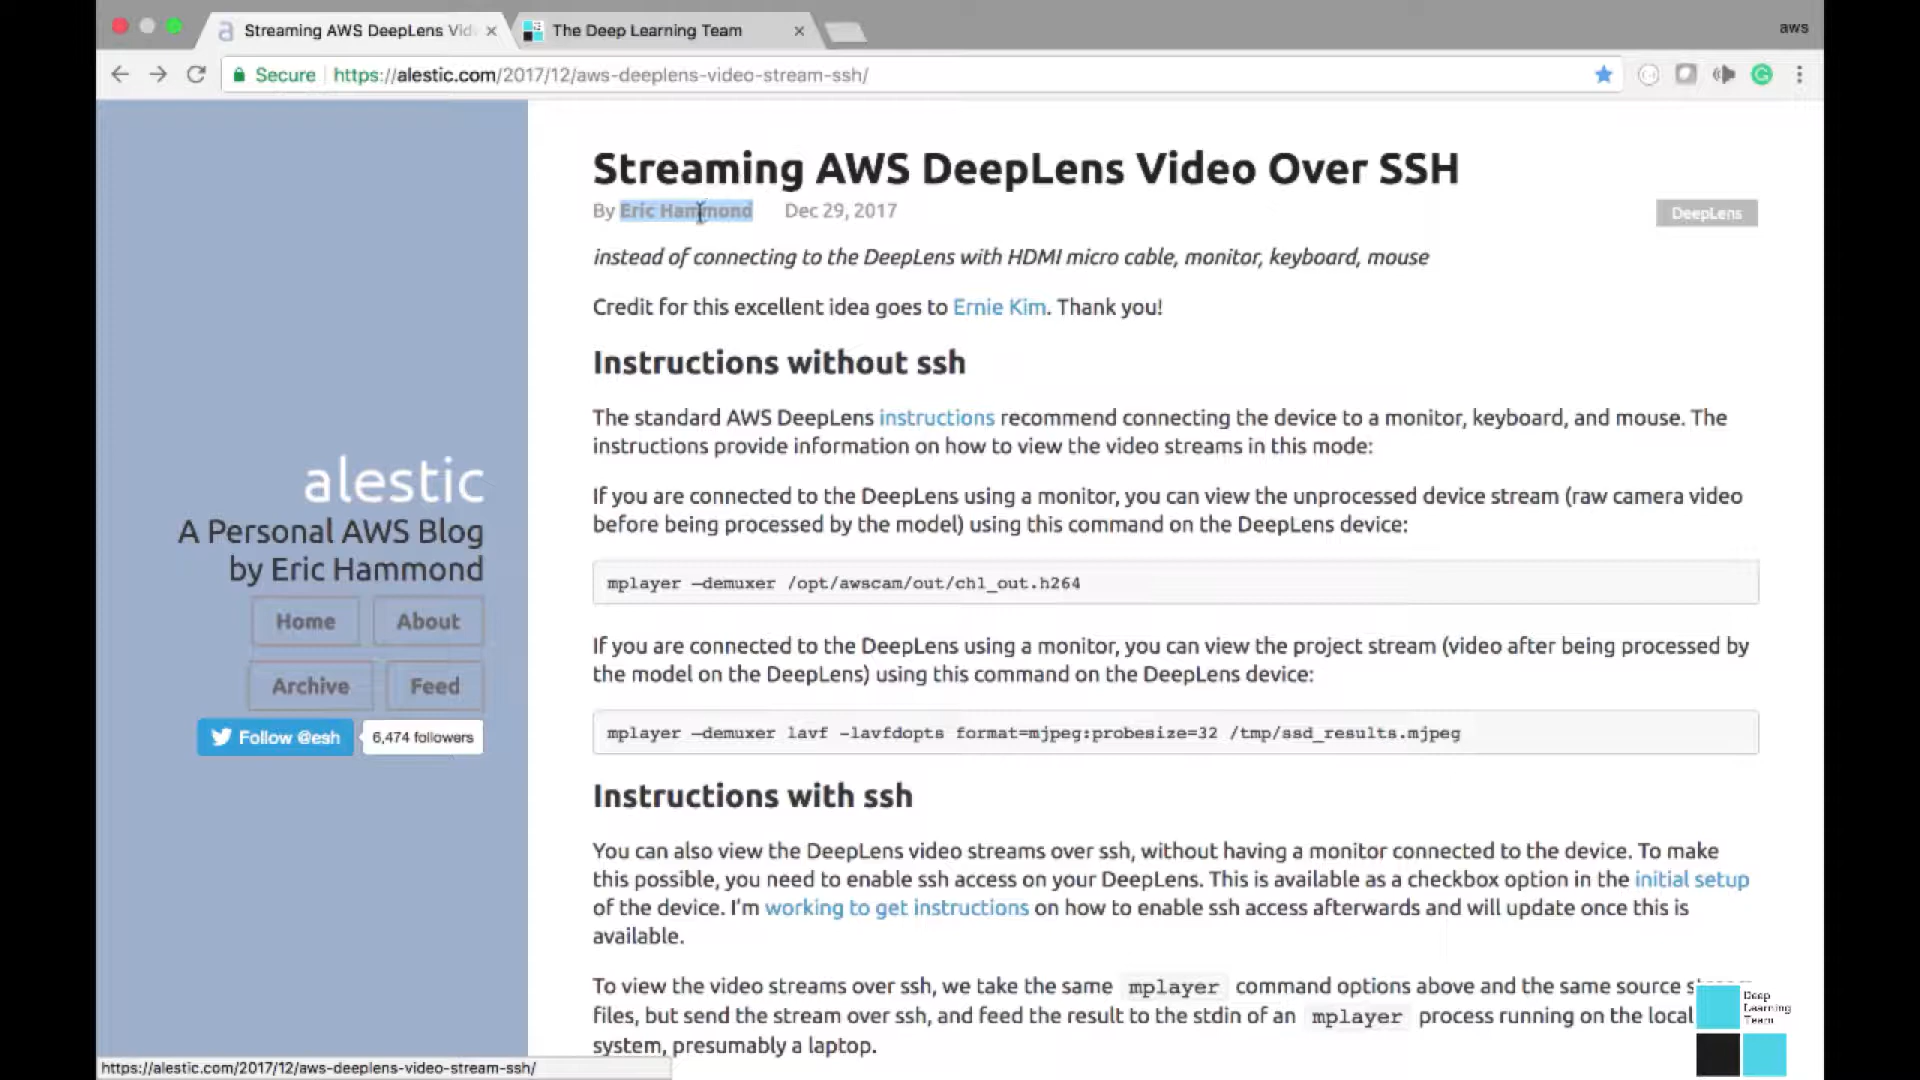 Streaming AWS DeepLens Vid
The Deep Learning Team
aws
Secure
https://alestic.com/2017/12/aws-deeplens-video-stream-ssh/
alestic
A Personal AWS Blog
by Eric Hammond
Home
About
Archive
Feed
Follow @esh
6,474 followers
Streaming AWS DeepLens Video Over SSH
By Eric Hammond
Dec 29, 2017
DeepLens
instead of connecting to the DeepLens with HDMI micro cable, monitor, keyboard, mouse
Credit for this excellent idea goes to Ernie Kim. Thank you!
Instructions without ssh
The standard AWS DeepLens instructions recommend connecting the device to a monitor, keyboard, and mouse. The
instructions provide information on how to view the video streams in this mode:
If you are connected to the DeepLens using a monitor, you can view the unprocessed device stream (raw camera video
before being processed by the model) using this command on the DeepLens device:
mplayer –demuxer /opt/awscam/out/ch1_out.h264
If you are connected to the DeepLens using a monitor, you can view the project stream (video after being processed by
the model on the DeepLens) using this command on the DeepLens device:
mplayer –demuxer lavf -lavfdopts format=mjpeg:probesize=32 /tmp/ssd_results.mjpeg
Instructions with ssh
You can also view the DeepLens video streams over ssh, without having a monitor connected to the device. To make
this possible, you need to enable ssh access on your DeepLens. This is available as a checkbox option in the initial setup
of the device. I'm working to get instructions on how to enable ssh access afterwards and will update once this is
available.
To view the video streams over ssh, we take the same mplayer command options above and the same source
files, but send the stream over ssh, and feed the result to the stdin of an mplayer process running on the local
system, presumably a laptop.
https://alestic.com/2017/12/aws-deeplens-video-stream-ssh/
Deep
Learning
Team